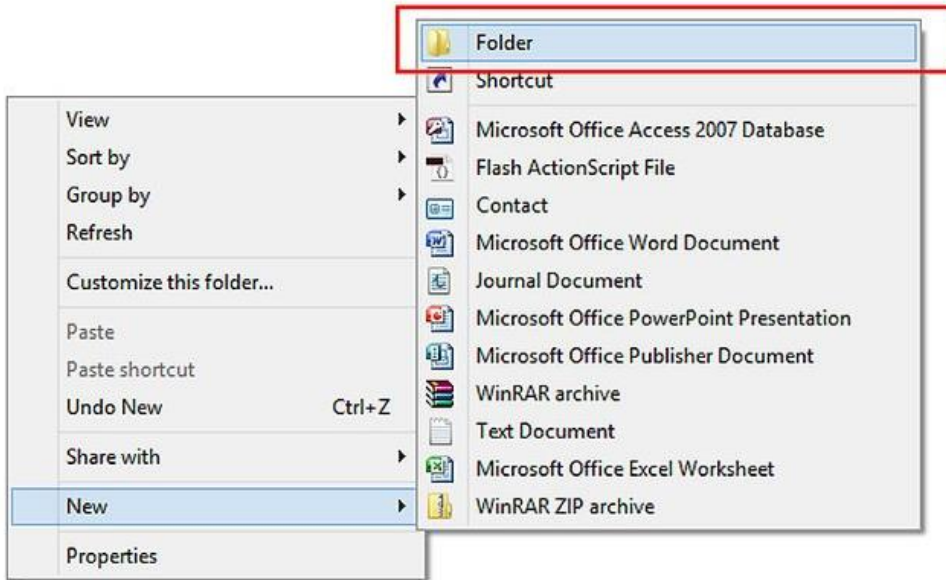 View
Sort by
Group by
Refresh
Customize this folder...
Paste
Paste shortcut
Undo New Ctrl+Z
Share with
New
Properties
Folder
Shortcut
Microsoft Office Access 2007 Database
Flash ActionScript File
Contact
Microsoft Office Word Document
Journal Document
Microsoft Office PowerPoint Presentation
Microsoft Office Publisher Document
WinRAR archive
Text Document
Microsoft Office Excel Worksheet
WinRAR ZIP archive